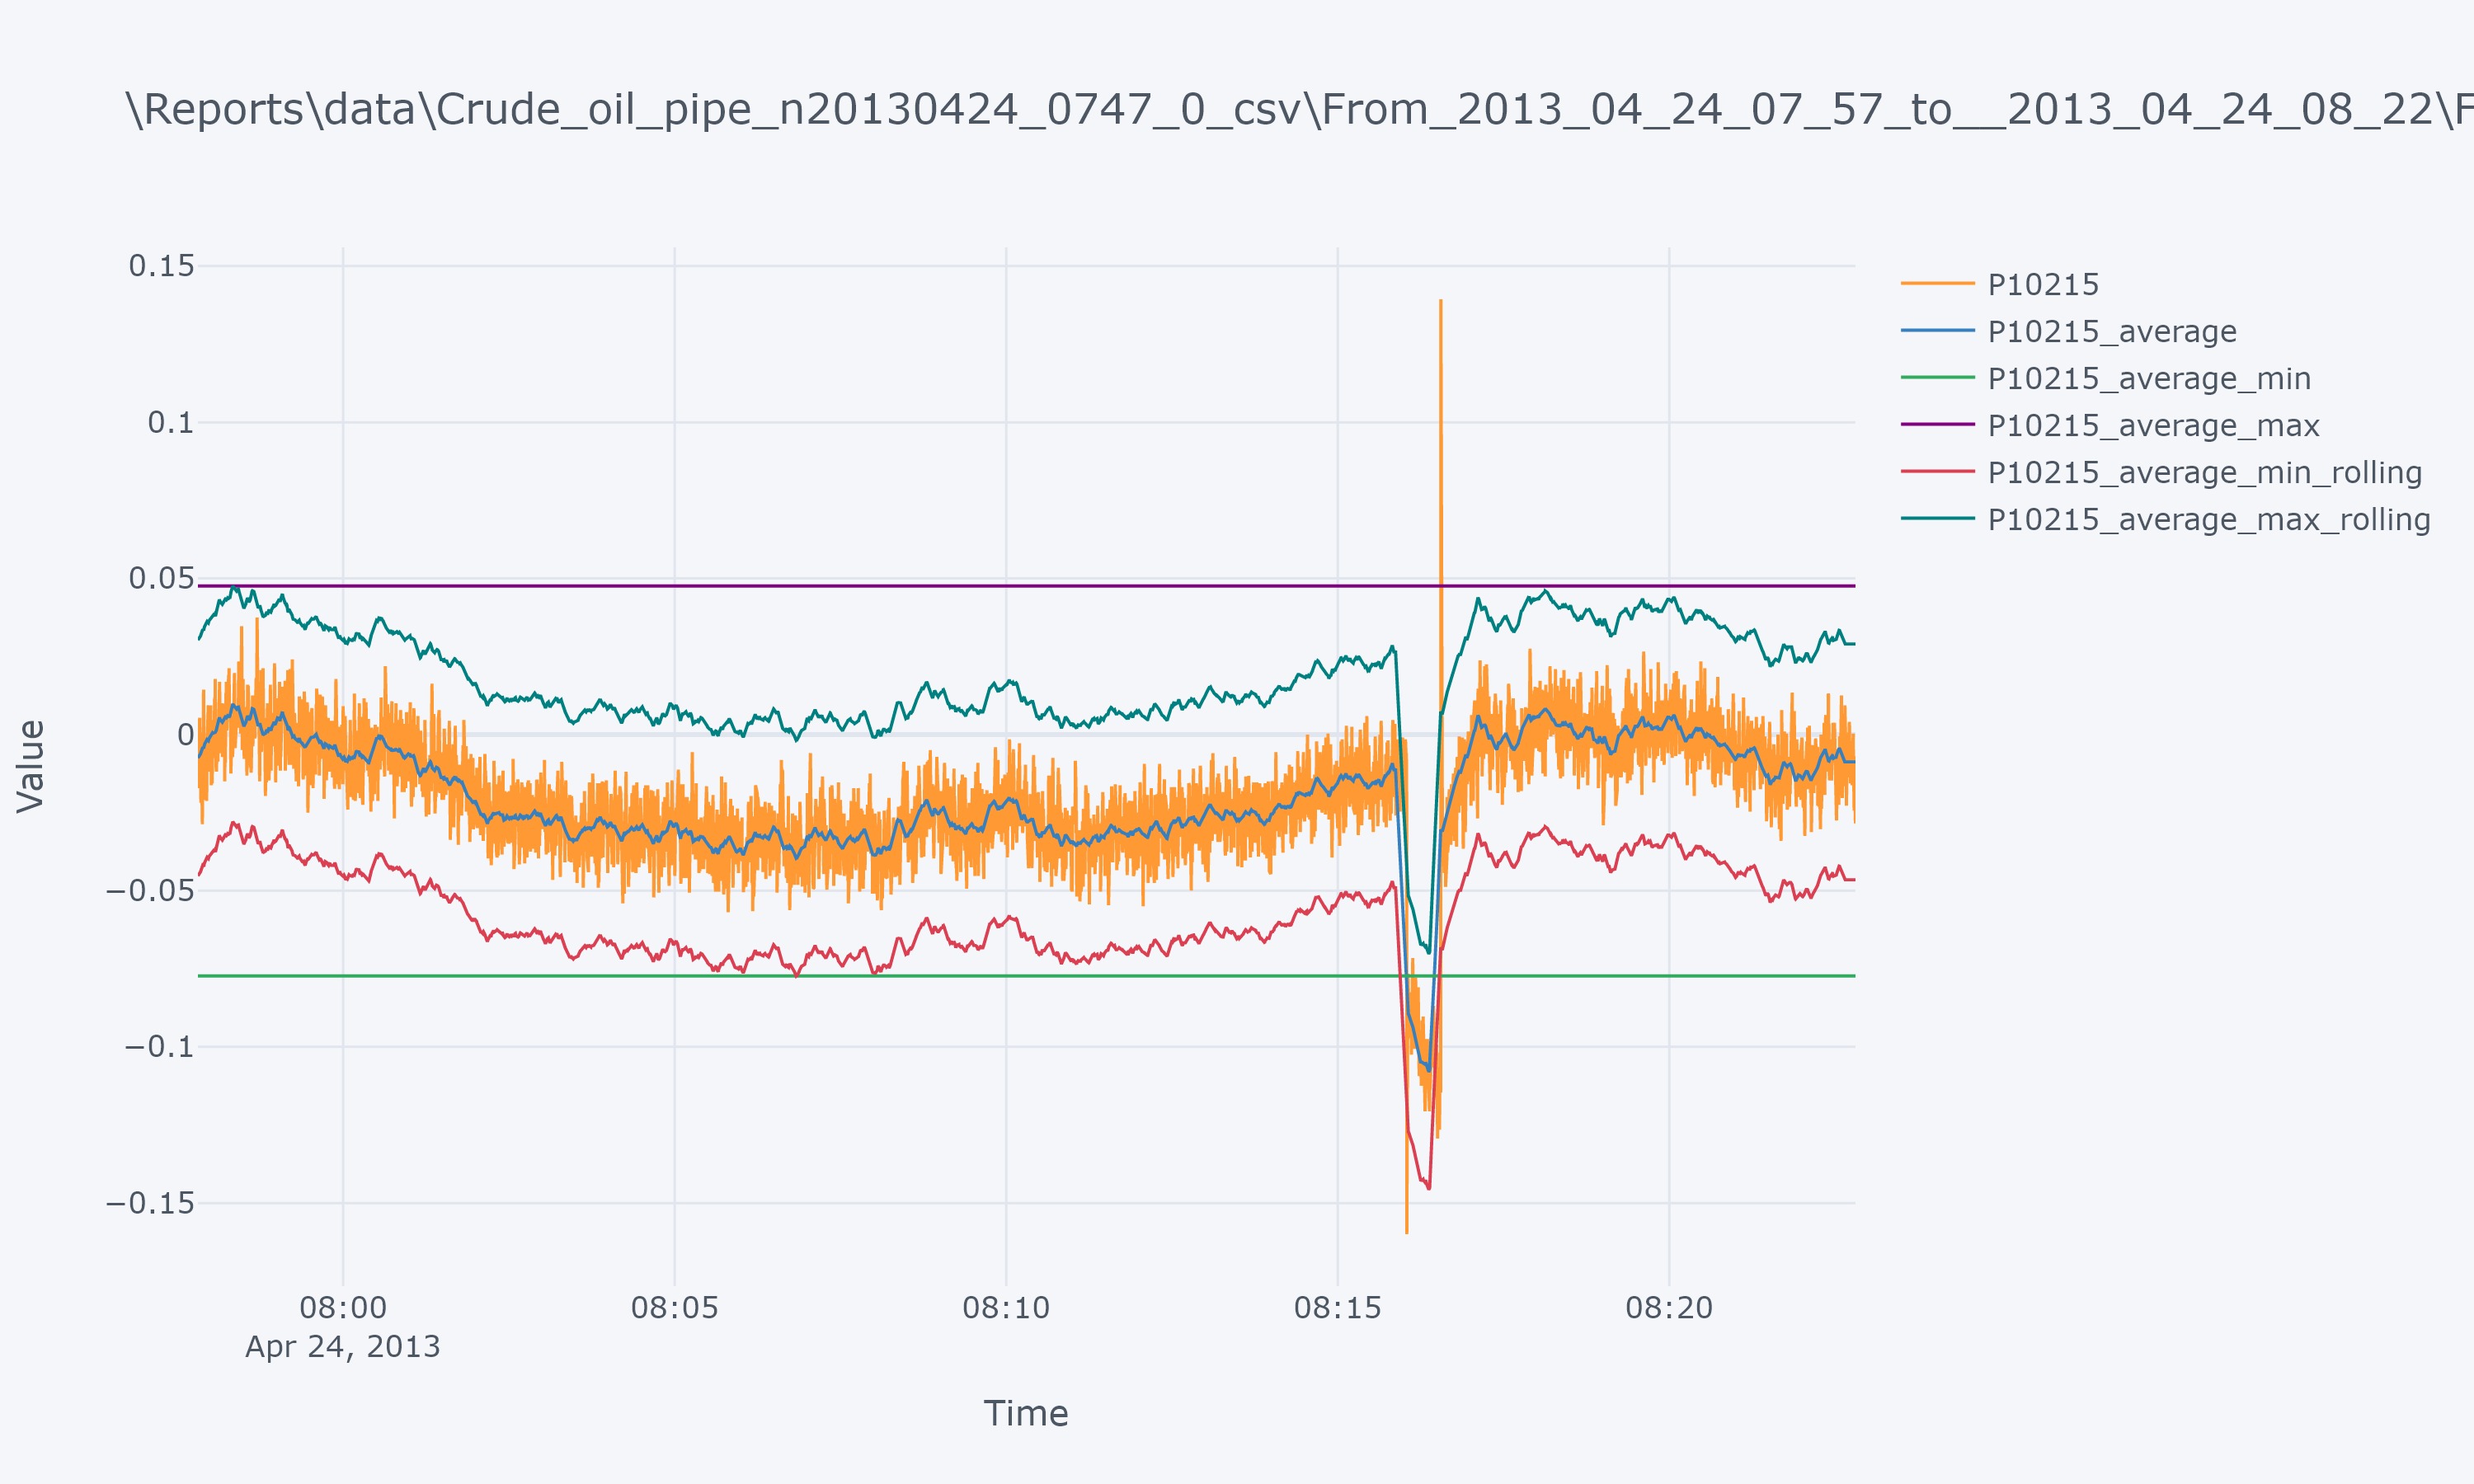 \Reports\data\Crude_oil_pipe_n20130424_0747_0_csv\From_2013_04_24_07_57_to__2013_04_24_08_22\F
0.15
0.1
0.05
0
−0.05
−0.1
−0.15
Value
08:00
Apr 24, 2013
08:05
08:10
08:15
08:20
Time
P10215
P10215_average
P10215_average_min
P10215_average_max
P10215_average_min_rolling
P10215_average_max_rolling